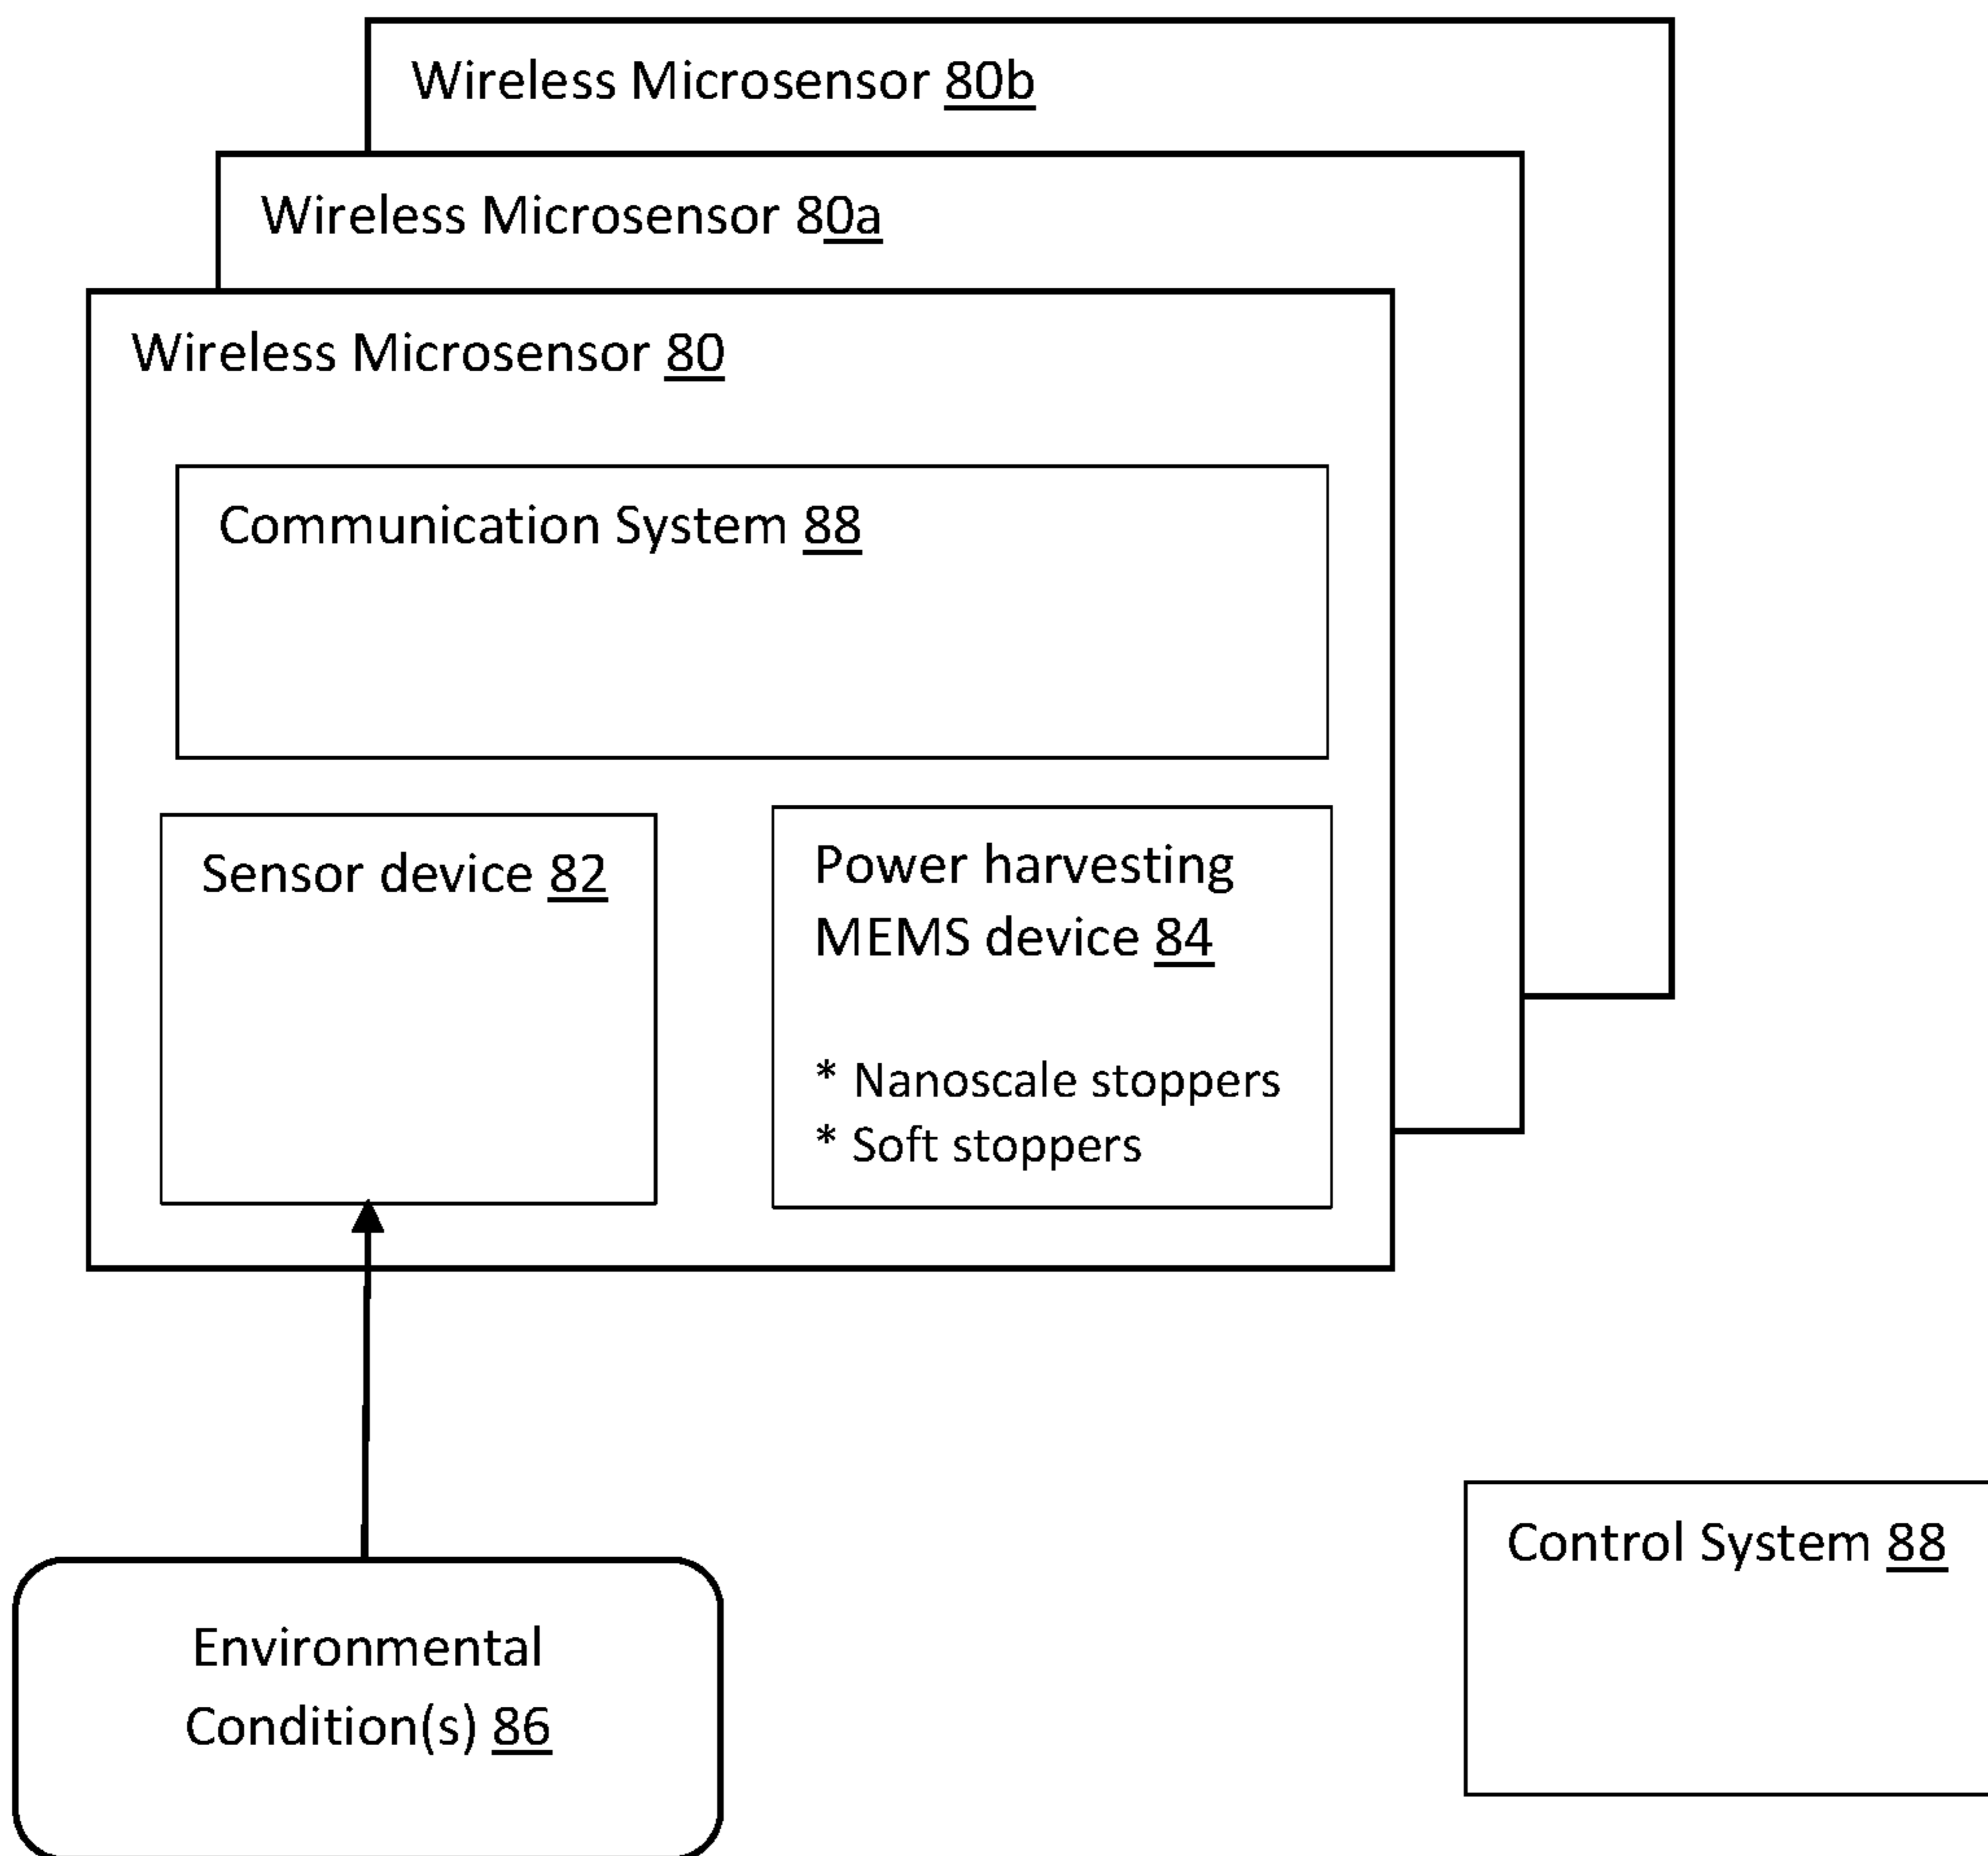 Wireless Microsensor 80b
Wireless Microsensor 80a
Wireless Microsensor 80
Communication System 88
Sensor device 82
Power harvesting
MEMS device 84
* Nanoscale stoppers
* Soft stoppers
Control System 88
Environmental
Condition(s) 86